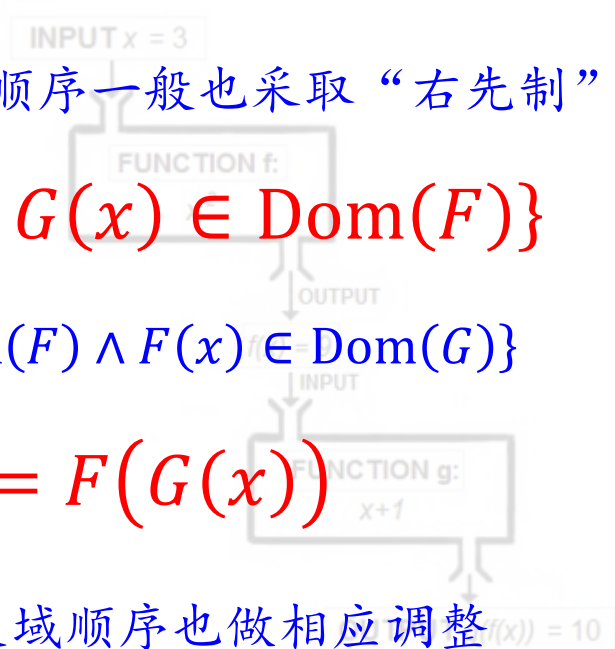 INPUT x = 3
顺序一般也采取“右先制”
FUNCTION f:
G(x) ∈ Dom(F)}
OUTPUT
(F) ∧ F(x) ∈ Dom(G)}
INPUT
= F(G(x))
FUNCTION g:
x+1
域顺序也做相应调整
(f(x)) = 10